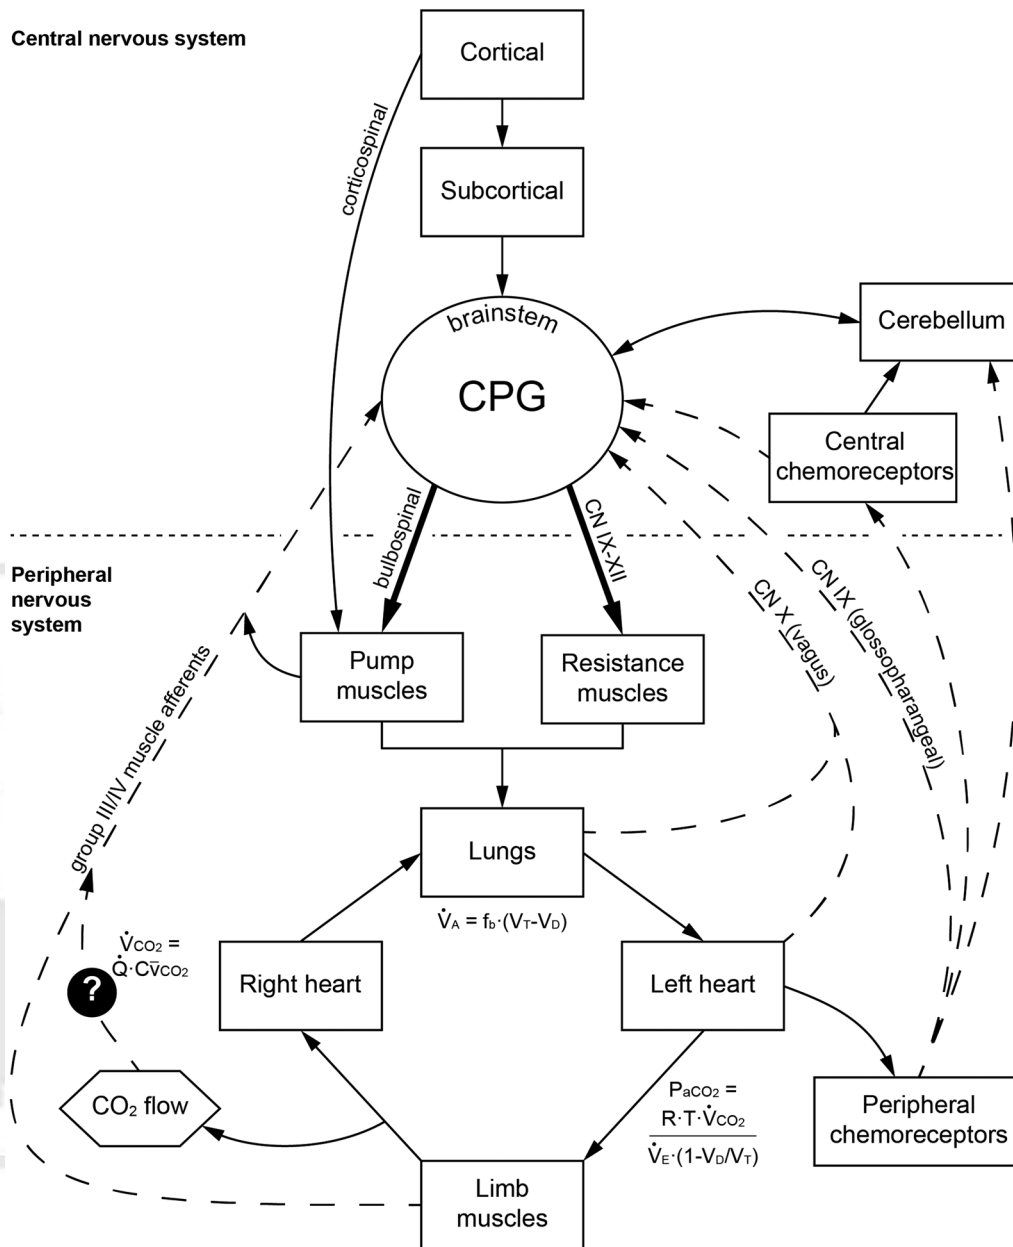 Central nervous system
Cortical
corticospinal
Subcortical
brainstem
CPG
Cerebellum
Central
chemoreceptors
bulbospinal
CN IX-XII
Peripheral
nervous
system
CN X (vagus)
CN IX (glossopharangeal)
Pump
muscles
Resistance
muscles
group III/IV muscle afferents
Lungs
V̇A = fb·(VT-VD)
V̇CO₂ =
Q̇·Cv̅CO₂
?
Right heart
Left heart
CO₂ flow
PaCO₂ =
R·T·V̇CO₂
V̇E·(1-VD/VT)
Peripheral
chemoreceptors
Limb
muscles